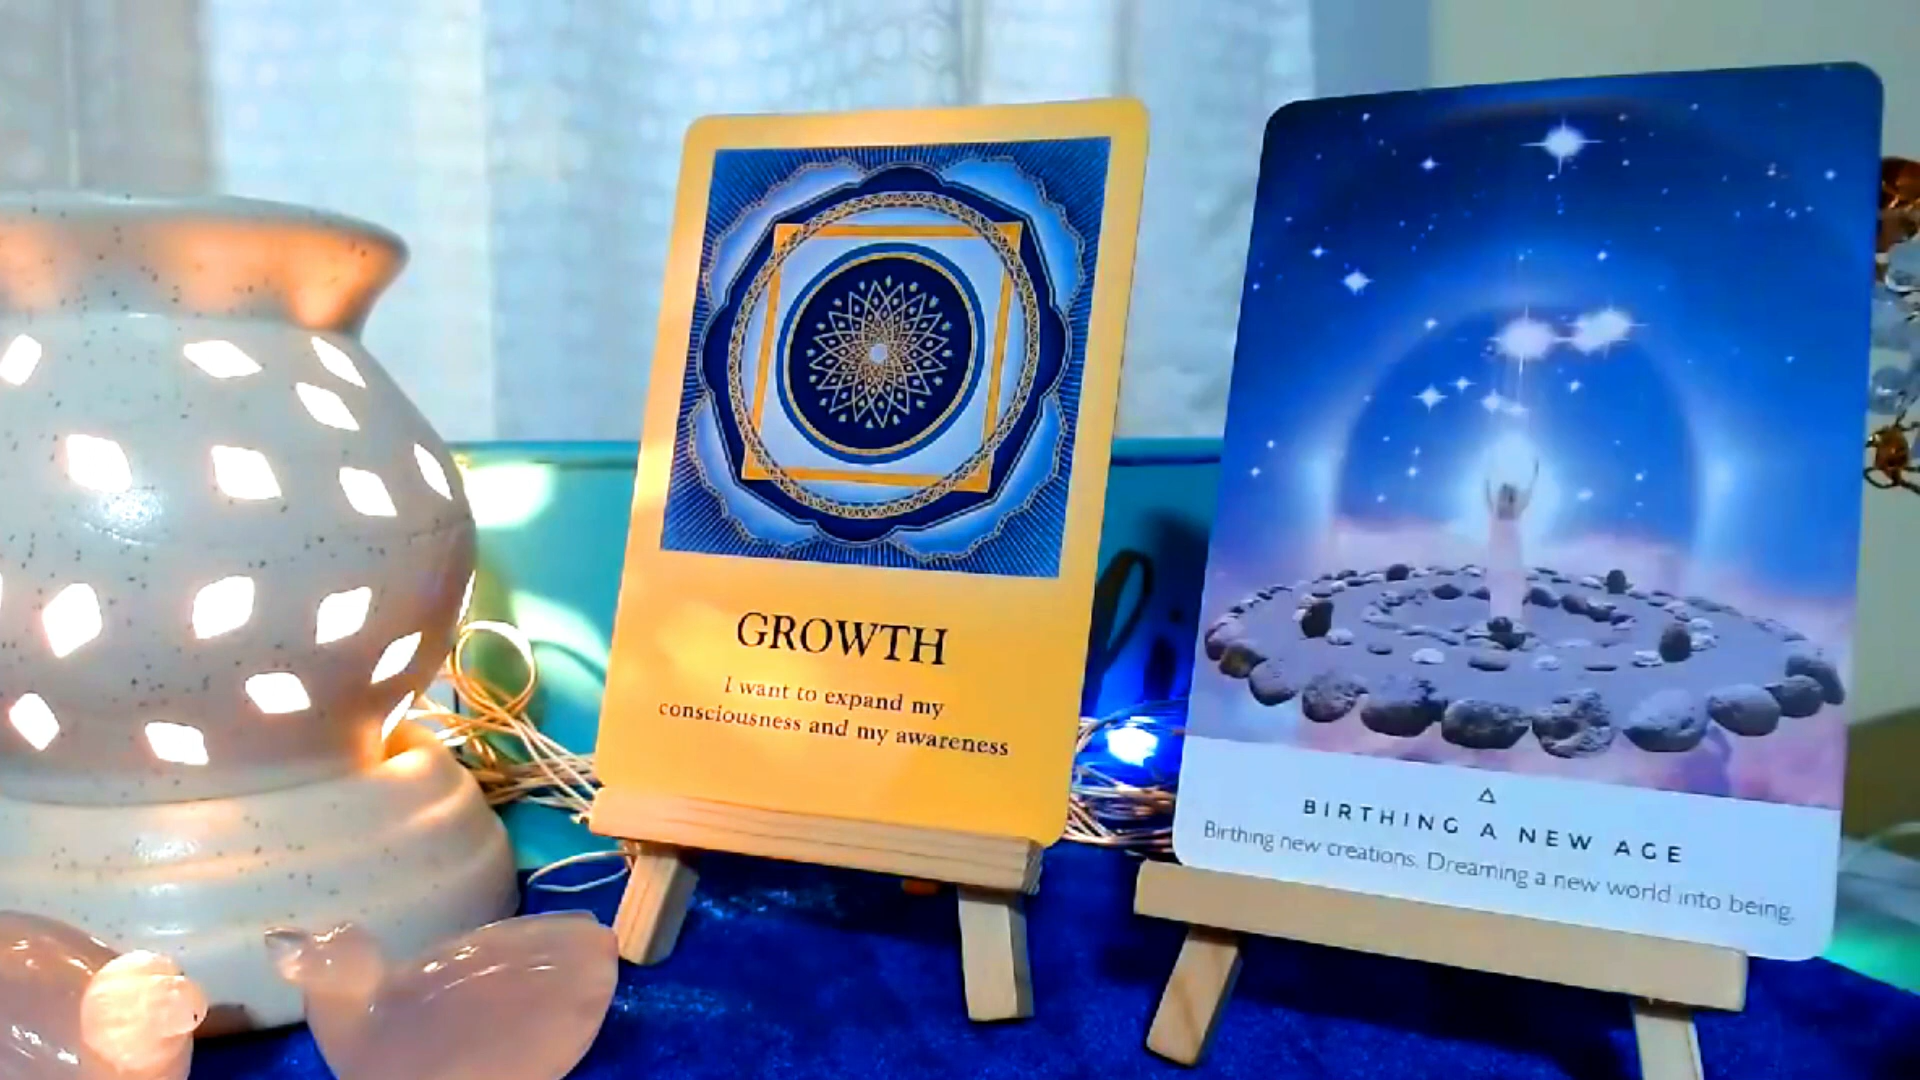 GROWTH
I want to expand my
consciousness and my awareness
BIRTHING A NEW AGE
Birthing new creations. Dreaming a new world into being.